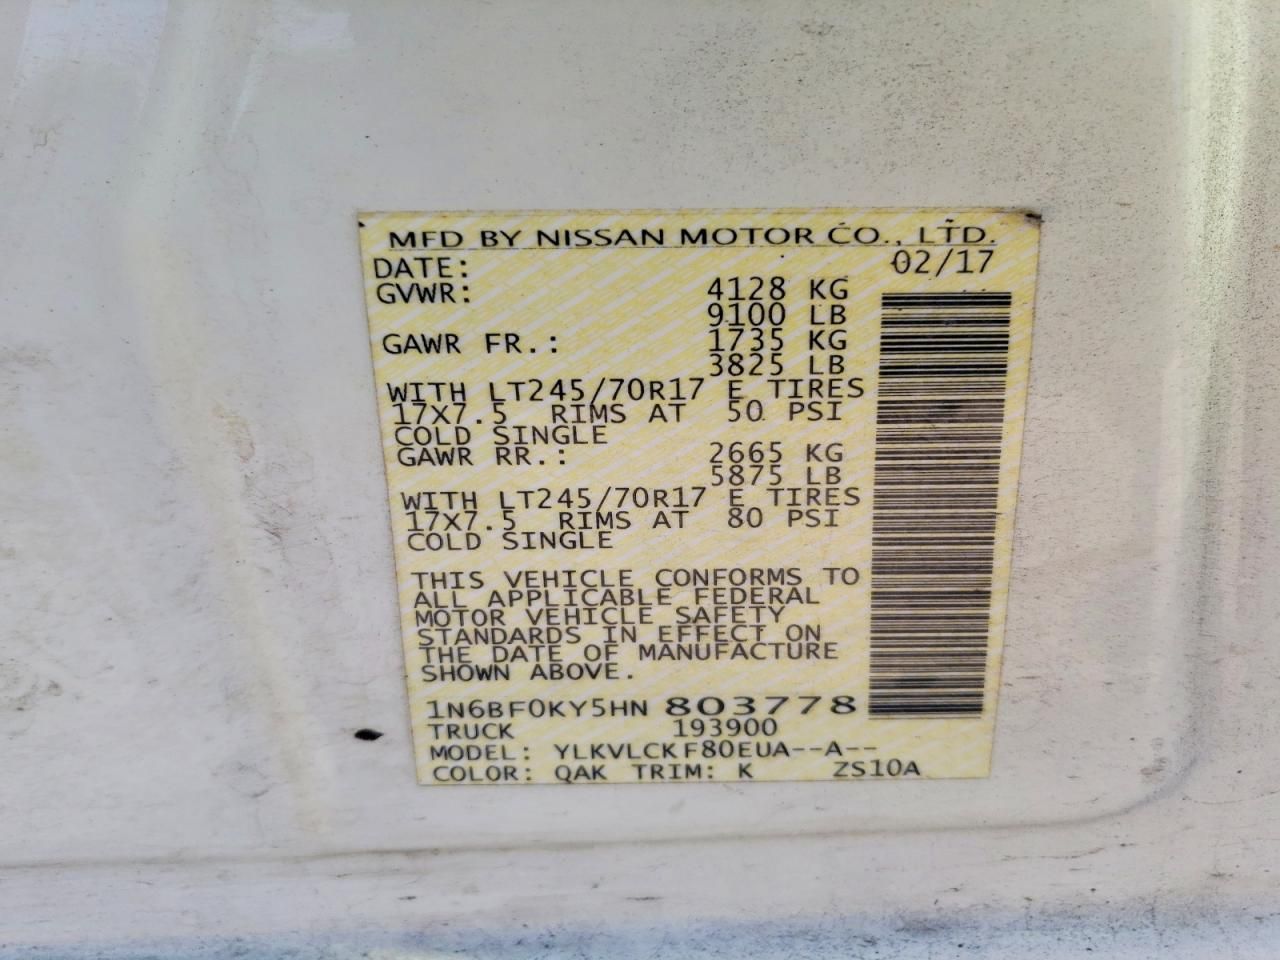 MFD BY NISSAN MOTOR CO., LTD.
DATE: 02/17
GVWR: 4128 KG
9100 LB
GAWR FR.: 1735 KG
3825 LB
WITH LT245/70R17 E TIRES
17X7.5 RIMS AT 50 PSI
COLD SINGLE
GAWR RR.: 2665 KG
5875 LB
WITH LT245/70R17 E TIRES
17X7.5 RIMS AT 80 PSI
COLD SINGLE
THIS VEHICLE CONFORMS TO
ALL APPLICABLE FEDERAL
MOTOR VEHICLE SAFETY
STANDARDS IN EFFECT ON
THE DATE OF MANUFACTURE
SHOWN ABOVE.
1N6BF0KY5HN 803778
TRUCK 193900
MODEL: YLKVLCKF80EUA--A--
COLOR: QAK TRIM: K ZS10A